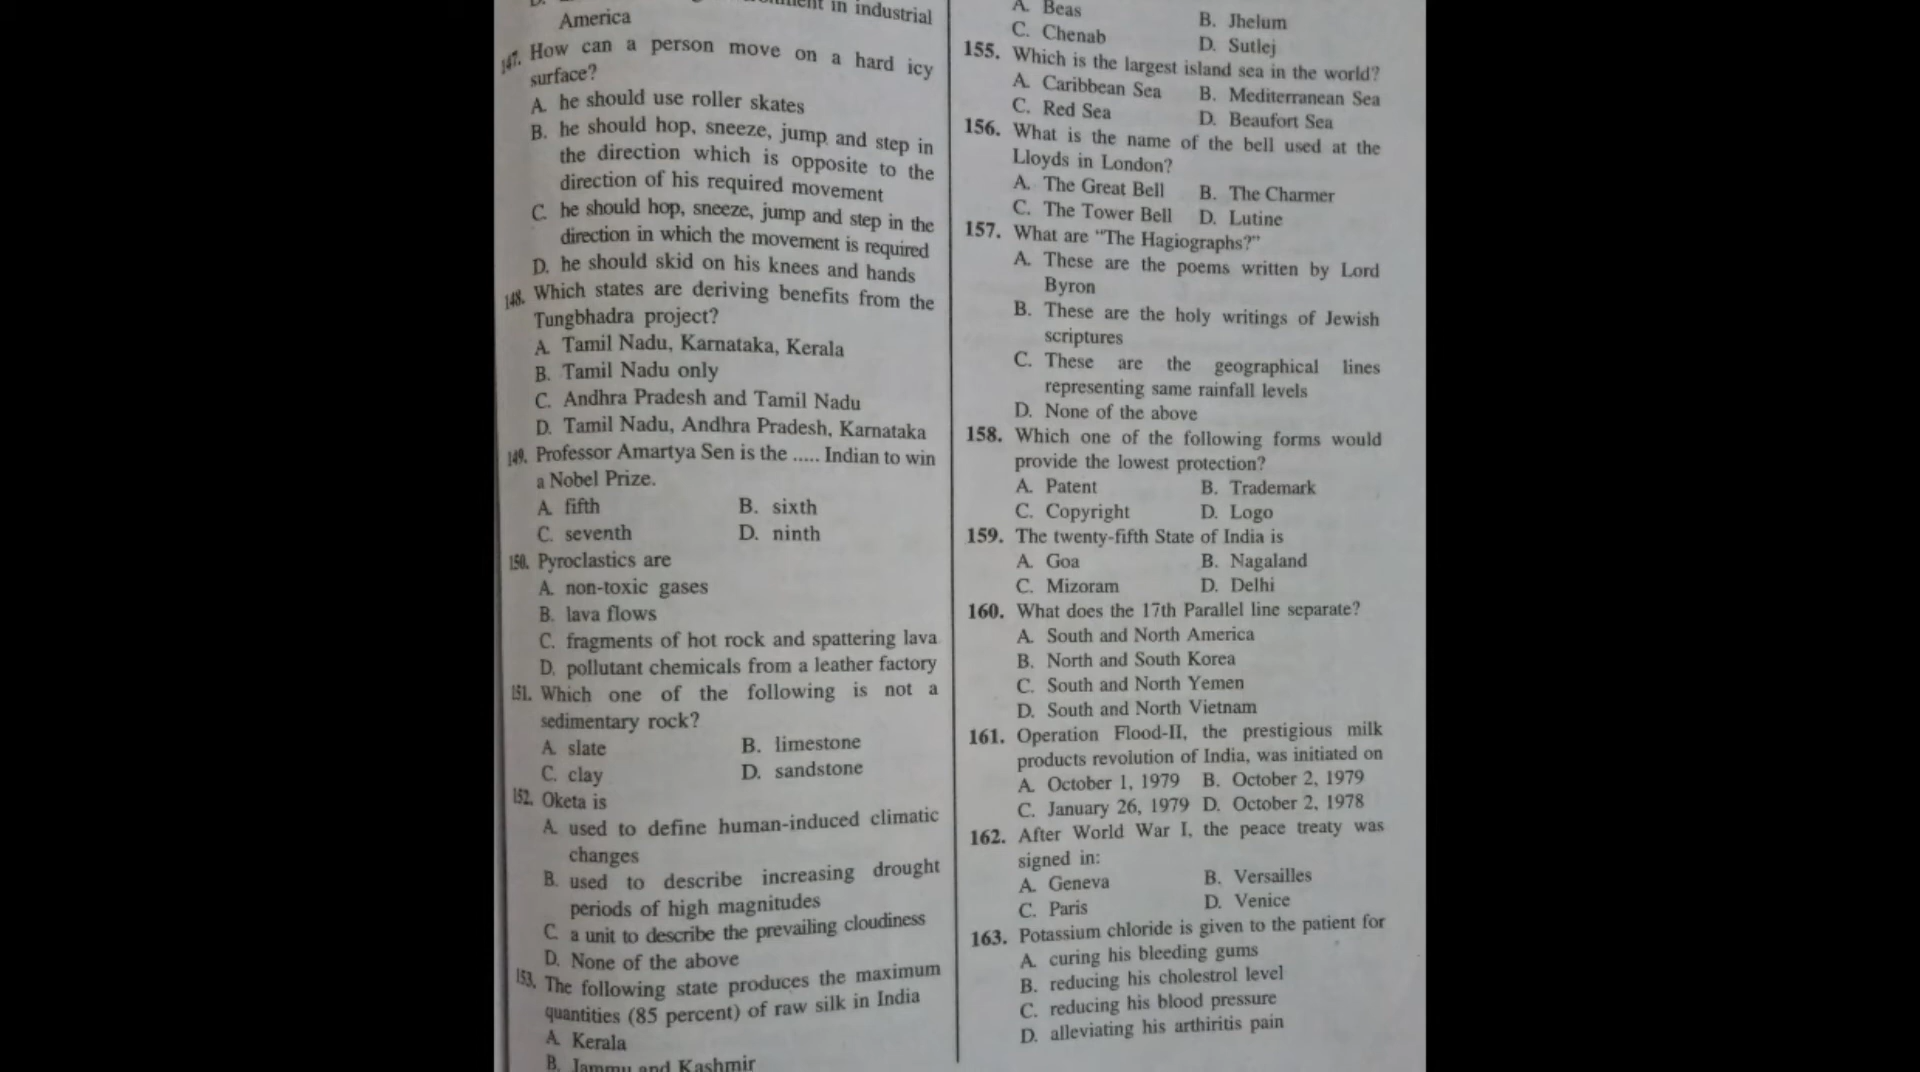 in industrial
America
147. How can a person move on a hard icy
surface?
A. he should use roller skates
B. he should hop, sneeze, jump and step in
the direction which is opposite to the
direction of his required movement
C. he should hop, sneeze, jump and step in the
direction in which the movement is required
D. he should skid on his knees and hands
148. Which states are deriving benefits from the
Tungbhadra project?
A. Tamil Nadu, Karnataka, Kerala
B. Tamil Nadu only
C. Andhra Pradesh and Tamil Nadu
D. Tamil Nadu, Andhra Pradesh, Karnataka
149. Professor Amartya Sen is the ..... Indian to win
a Nobel Prize.
A. fifth B. sixth
C. seventh D. ninth
150. Pyroclastics are
A. non-toxic gases
B. lava flows
C. fragments of hot rock and spattering lava
D. pollutant chemicals from a leather factory
151. Which one of the following is not a
sedimentary rock?
A. slate B. limestone
C. clay D. sandstone
152. Oketa is
A. used to define human-induced climatic
changes
B. used to describe increasing drought
periods of high magnitudes
C. a unit to describe the prevailing cloudiness
D. None of the above
153. The following state produces the maximum
quantities (85 percent) of raw silk in India
A. Kerala
B. Jammu and Kashmir
A. Beas B. Jhelum
C. Chenab D. Sutlej
155. Which is the largest island sea in the world?
A. Caribbean Sea B. Mediterranean Sea
C. Red Sea D. Beaufort Sea
156. What is the name of the bell used at the
Lloyds in London?
A. The Great Bell B. The Charmer
C. The Tower Bell D. Lutine
157. What are "The Hagiographs?"
A. These are the poems written by Lord
Byron
B. These are the holy writings of Jewish
scriptures
C. These are the geographical lines
representing same rainfall levels
D. None of the above
158. Which one of the following forms would
provide the lowest protection?
A. Patent B. Trademark
C. Copyright D. Logo
159. The twenty-fifth State of India is
A. Goa B. Nagaland
C. Mizoram D. Delhi
160. What does the 17th Parallel line separate?
A. South and North America
B. North and South Korea
C. South and North Yemen
D. South and North Vietnam
161. Operation Flood-II, the prestigious milk
products revolution of India, was initiated on
A. October 1, 1979 B. October 2, 1979
C. January 26, 1979 D. October 2, 1978
162. After World War I, the peace treaty was
signed in:
A. Geneva B. Versailles
C. Paris D. Venice
163. Potassium chloride is given to the patient for
A. curing his bleeding gums
B. reducing his cholestrol level
C. reducing his blood pressure
D. alleviating his arthiritis pain